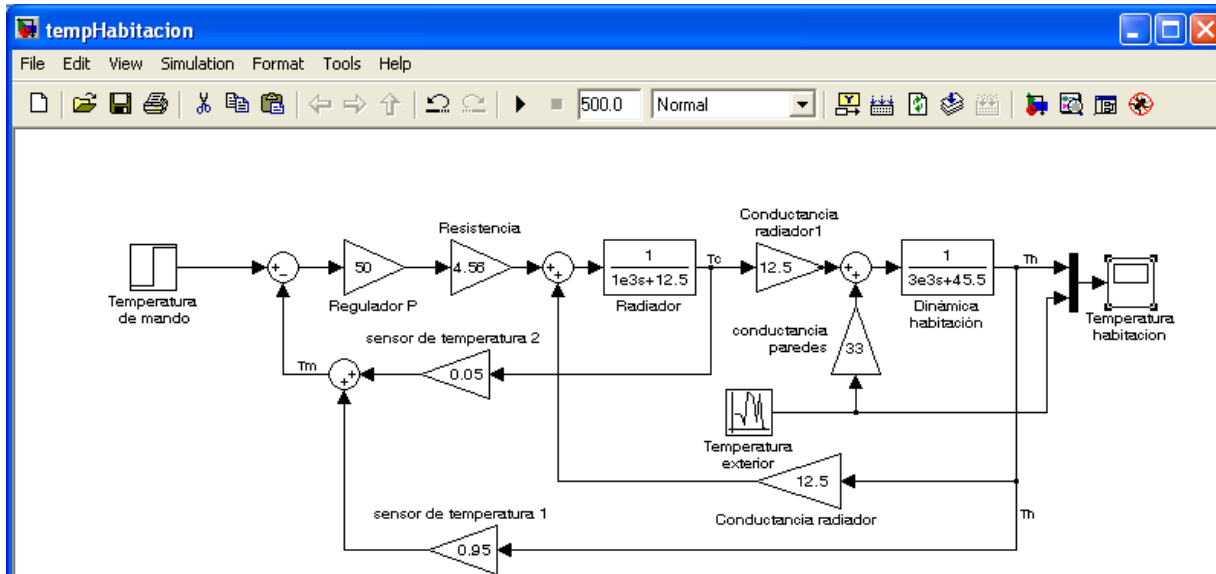 tempHabitacion
File Edit View Simulation Format Tools Help
500.0 Normal
Temperatura
de mando
50
Regulador P
Resistencia
4.56
1
1e3s+12.5
Radiador
Tc
Conductancia
radiador1
12.5
1
3e3s+45.5
Dinámica
habitación
Th
Temperatura
habitacion
conductancia
paredes
33
sensor de temperatura 2
0.05
Tm
Temperatura
exterior
12.5
Conductancia radiador
Th
sensor de temperatura 1
0.95